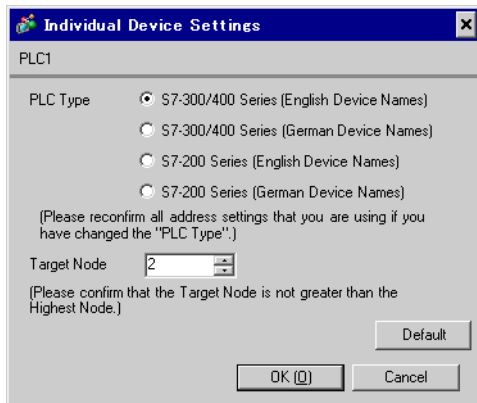 Individual Device Settings
PLC1
PLC Type
S7-300/400 Series (English Device Names)
S7-300/400 Series (German Device Names)
S7-200 Series (English Device Names)
S7-200 Series (German Device Names)
(Please reconfirm all address settings that you are using if you
have changed the "PLC Type".)
Target Node 2
(Please confirm that the Target Node is not greater than the
Highest Node.)
Default
OK (O) Cancel